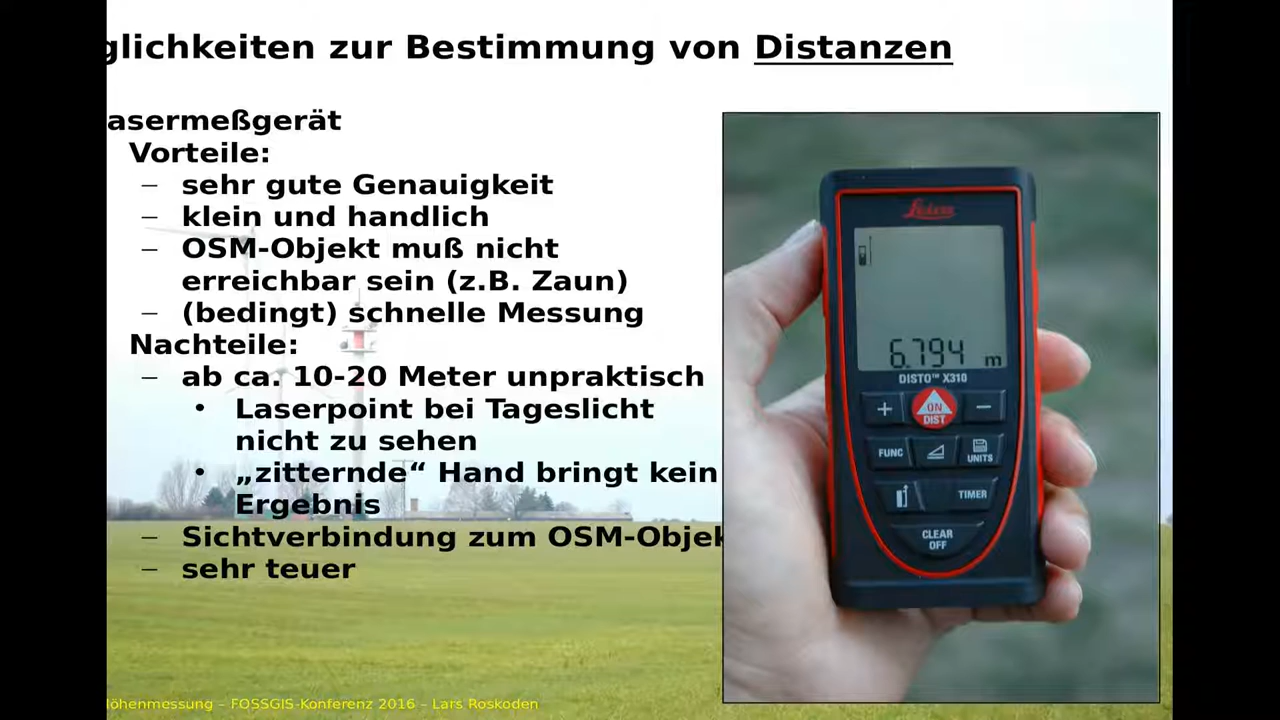 glichkeiten zur Bestimmung von Distanzen
asermeßgerät
Vorteile:
– sehr gute Genauigkeit
– klein und handlich
– OSM-Objekt muß nicht
erreichbar sein (z.B. Zaun)
– (bedingt) schnelle Messung
Nachteile:
– ab ca. 10-20 Meter unpraktisch
• Laserpoint bei Tageslicht
nicht zu sehen
• „zitternde“ Hand bringt kein
Ergebnis
– Sichtverbindung zum OSM-Objek
– sehr teuer
Leica
6.794 m
DISTO™ X310
+ ON DIST −
FUNC UNITS
TIMER
CLEAR
OFF
öhenmessung – FOSSGIS-Konferenz 2016 – Lars Roskoden